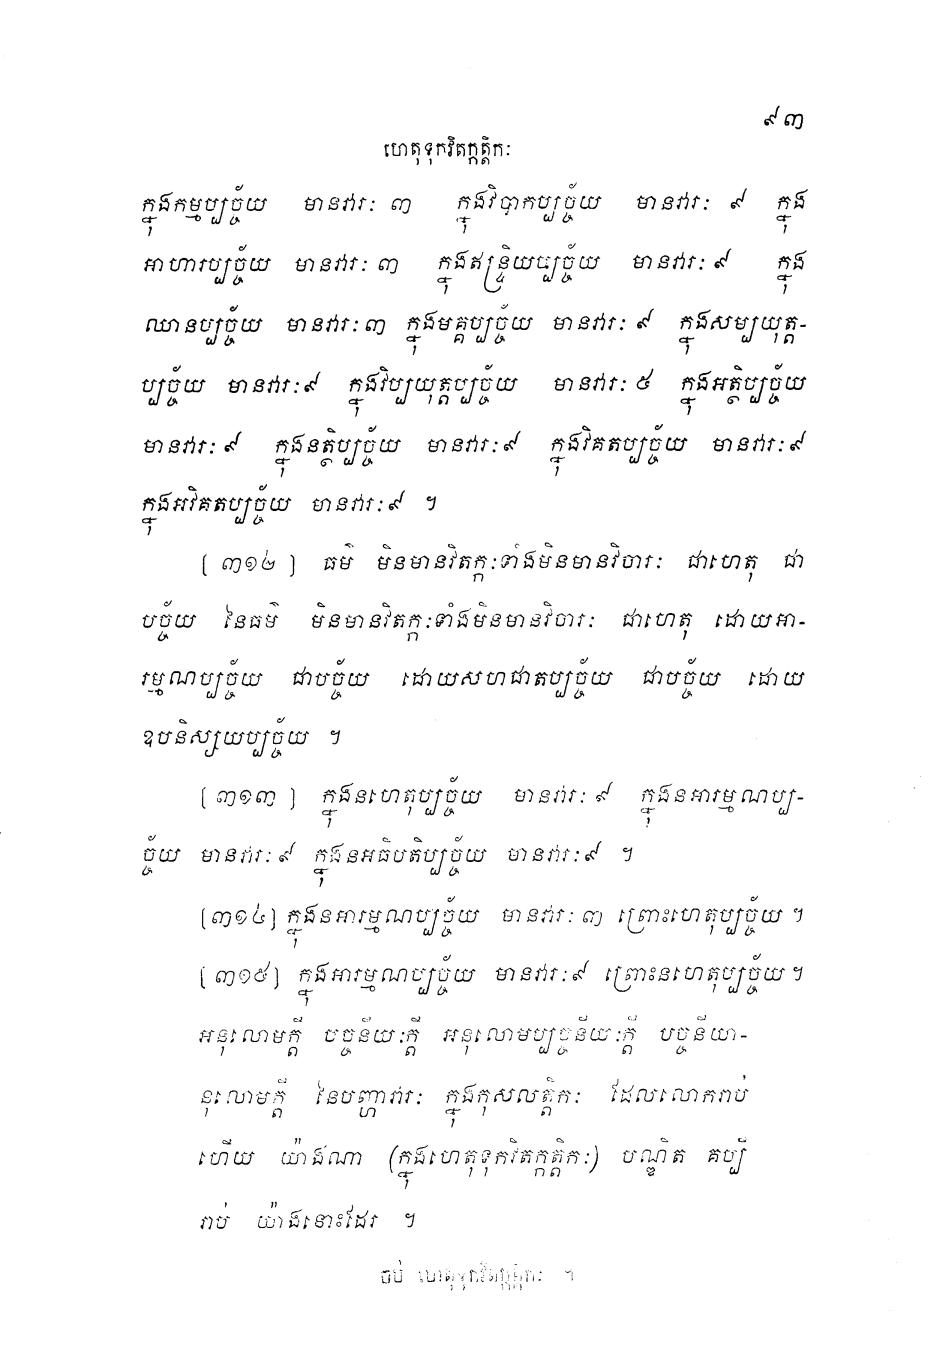 ៩៣
ហេតុទុកវិតក្កត្តិកៈ
ក្នុងកម្មប្បច្ច័យ មានវារៈ ៣ ក្នុងវិបាកប្បច្ច័យ មានវារៈ ៩ ក្នុង
អាហារប្បច្ច័យ មានវារៈ ៣ ក្នុងឥន្ទ្រិយប្បច្ច័យ មានវារៈ ៩ ក្នុង
ឈានប្បច្ច័យ មានវារៈ ៣ ក្នុងមគ្គប្បច្ច័យ មានវារៈ ៩ ក្នុងសម្បយុត្ត-
ប្បច្ច័យ មានវារៈ ៩ ក្នុងវិប្បយុត្តប្បច្ច័យ មានវារៈ ៥ ក្នុងអត្ថិប្បច្ច័យ
មានវារៈ ៩ ក្នុងនត្ថិប្បច្ច័យ មានវារៈ ៩ ក្នុងវិគតប្បច្ច័យ មានវារៈ ៩
ក្នុងអវិគតប្បច្ច័យ មានវារៈ ៩ ។
[ ៣១២ ] ធម៌ មិនមានវិតក្កៈទាំងមិនមានវិចារៈ ជាហេតុ ជា
បច្ច័យ នៃធម៌ មិនមានវិតក្កៈទាំងមិនមានវិចារៈ ជាហេតុ ដោយអា-
រម្មណប្បច្ច័យ ជាបច្ច័យ ដោយសហជាតប្បច្ច័យ ជាបច្ច័យ ដោយ
ឧបនិស្សយប្បច្ច័យ ។
[ ៣១៣ ] ក្នុងនហេតុប្បច្ច័យ មានវារៈ ៩ ក្នុងនអារម្មណប្ប-
ច្ច័យ មានវារៈ ៩ ក្នុងនអធិបតិប្បច្ច័យ មានវារៈ ៩ ។
[៣១៤] ក្នុងនអារម្មណប្បច្ច័យ មានវារៈ ៣ ព្រោះហេតុប្បច្ច័យ ។
[៣១៥] ក្នុងអារម្មណប្បច្ច័យ មានវារៈ ៩ ព្រោះនហេតុប្បច្ច័យ ។
អនុលោមក្តី បច្ចនីយៈក្តី អនុលោមប្បច្ចនីយៈក្តី បច្ចនីយា-
នុលោមក្តី នៃបញ្ហាវារៈ ក្នុងកុសលត្តិកៈ ដែលលោករាប់
ហើយ យ៉ាងណា (ក្នុងហេតុទុកវិតក្កត្តិកៈ) បណ្ឌិត គប្បី
រាប់ យ៉ាងនោះដែរ ។
ចប់ ហេតុទុកវិតក្កត្តិកៈ ។